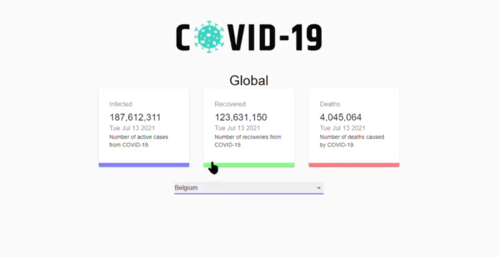 COVID-19
Global
Infected
187,612,311
Tue Jul 13 2021
Number of active cases
from COVID-19.
Recovered
123,631,150
Tue Jul 13 2021
Number of recoveries from
COVID-19.
Deaths
4,045,064
Tue Jul 13 2021
Number of deaths caused
by COVID-19.
Belgium